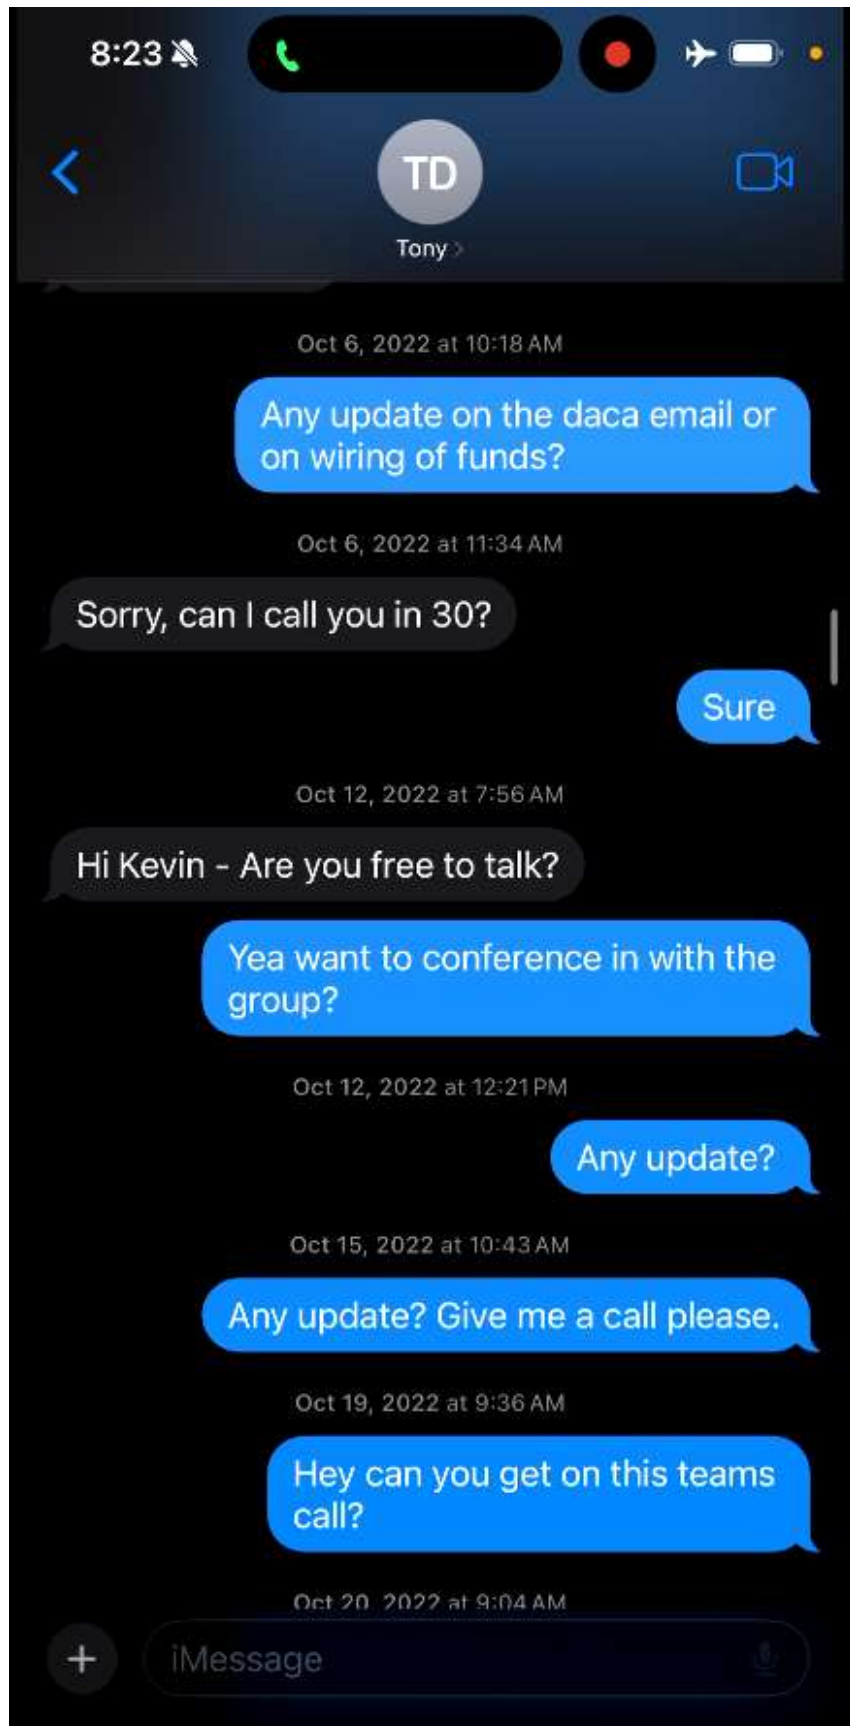 8:23
TD
Tony
Oct 6, 2022 at 10:18 AM
Any update on the daca email or
on wiring of funds?
Oct 6, 2022 at 11:34 AM
Sorry, can I call you in 30?
Sure
Oct 12, 2022 at 7:56 AM
Hi Kevin - Are you free to talk?
Yea want to conference in with the
group?
Oct 12, 2022 at 12:21 PM
Any update?
Oct 15, 2022 at 10:43 AM
Any update? Give me a call please.
Oct 19, 2022 at 9:36 AM
Hey can you get on this teams
call?
Oct 20, 2022 at 9:04 AM
iMessage